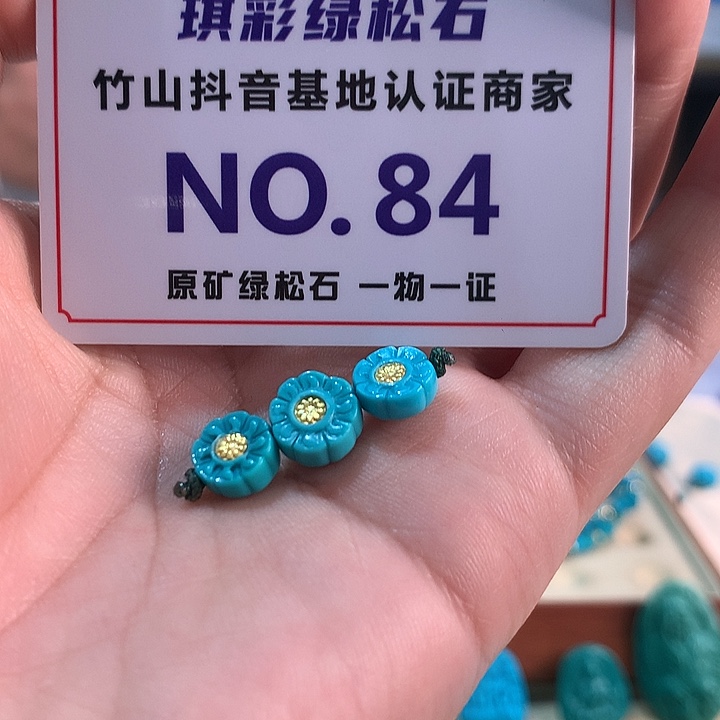 琪彩绿松石
竹山抖音基地认证商家
NO.84
原矿绿松石 一物一证